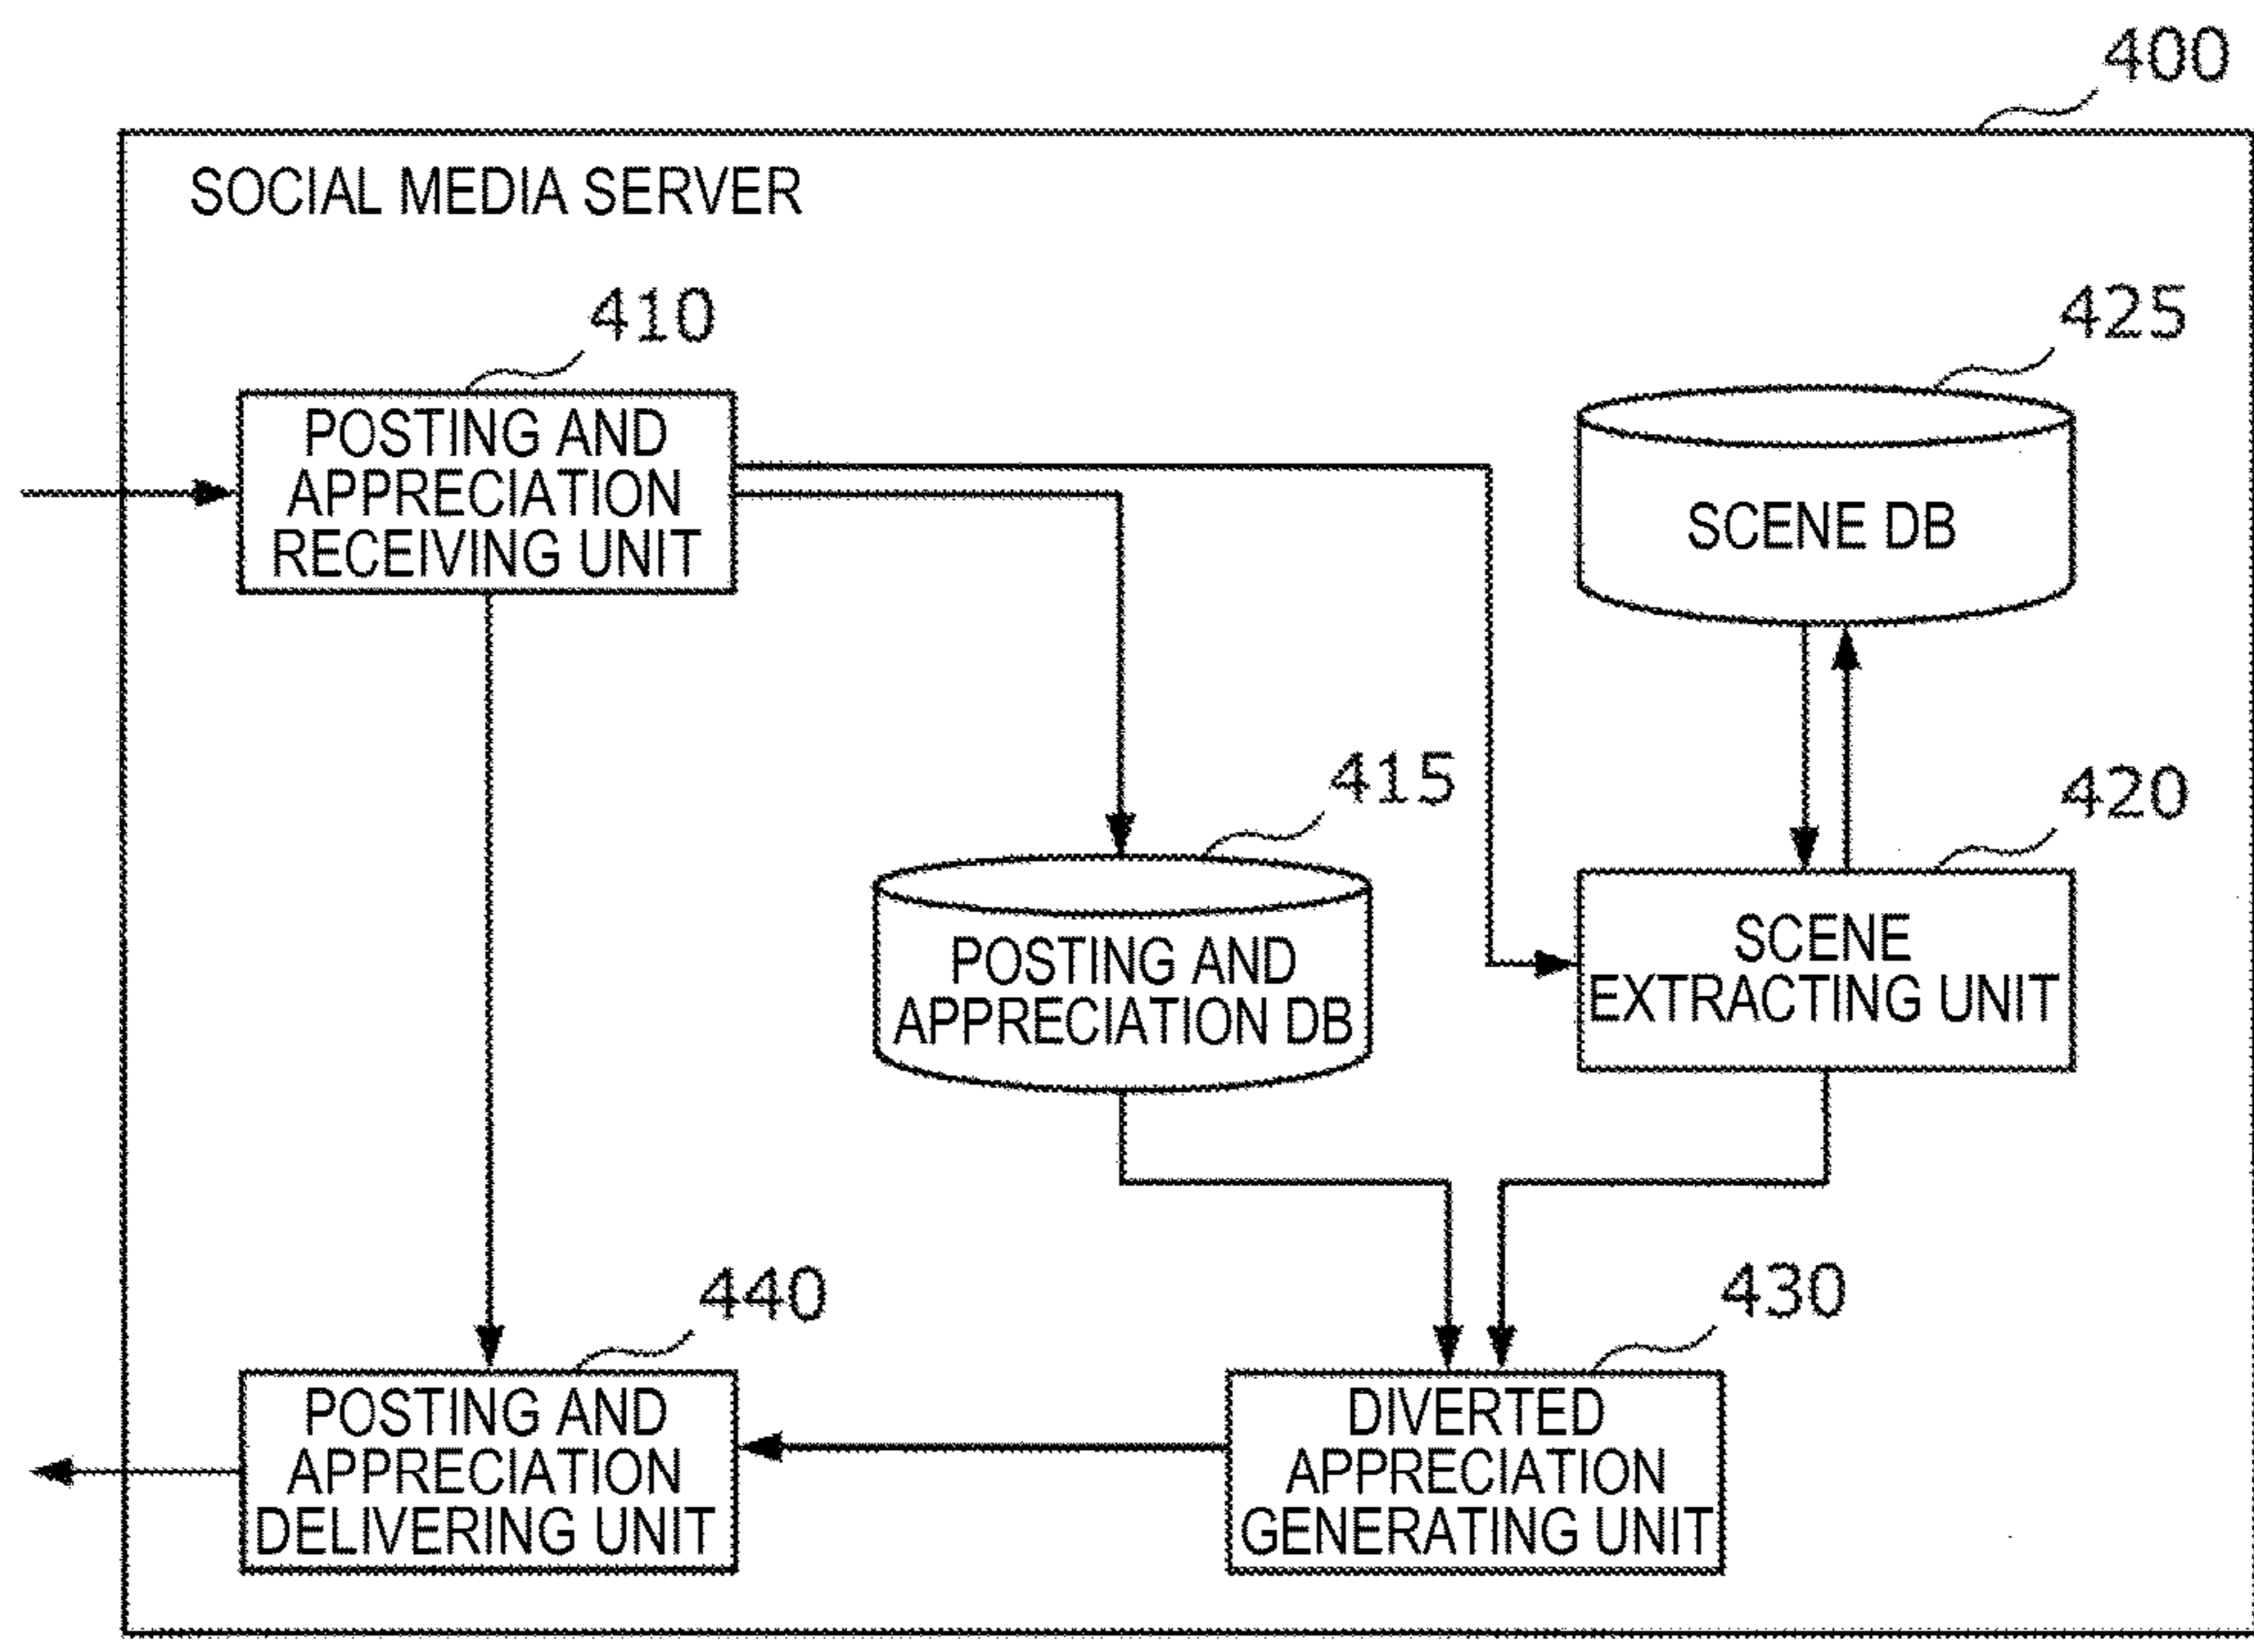 400
SOCIAL MEDIA SERVER
410
425
POSTING AND
APPRECIATION
RECEIVING UNIT
SCENE DB
415
420
POSTING AND
APPRECIATION DB
SCENE
EXTRACTING UNIT
440
430
POSTING AND
APPRECIATION
DELIVERING UNIT
DIVERTED
APPRECIATION
GENERATING UNIT